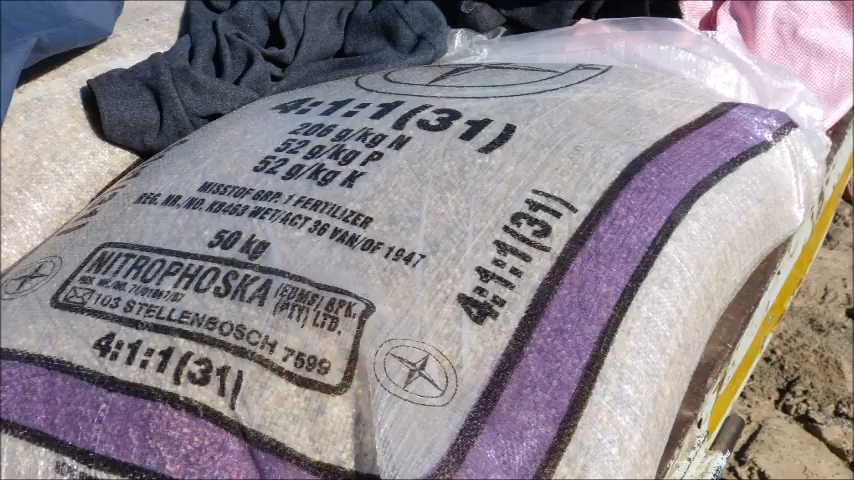 4:1:1(31)
206 g/kg N
52 g/kg P
52 g/kg K
MISSTOF GRP. 1 FERTILIZER
REG. NR./NO. K8463 WET/ACT 36 VAN/OF 1947
50 kg
NITROPHOSKA (EDMS) BPK.
(PTY) LTD.
103 STELLENBOSCH 7599
4:1:1(31)
4:1:1(31)